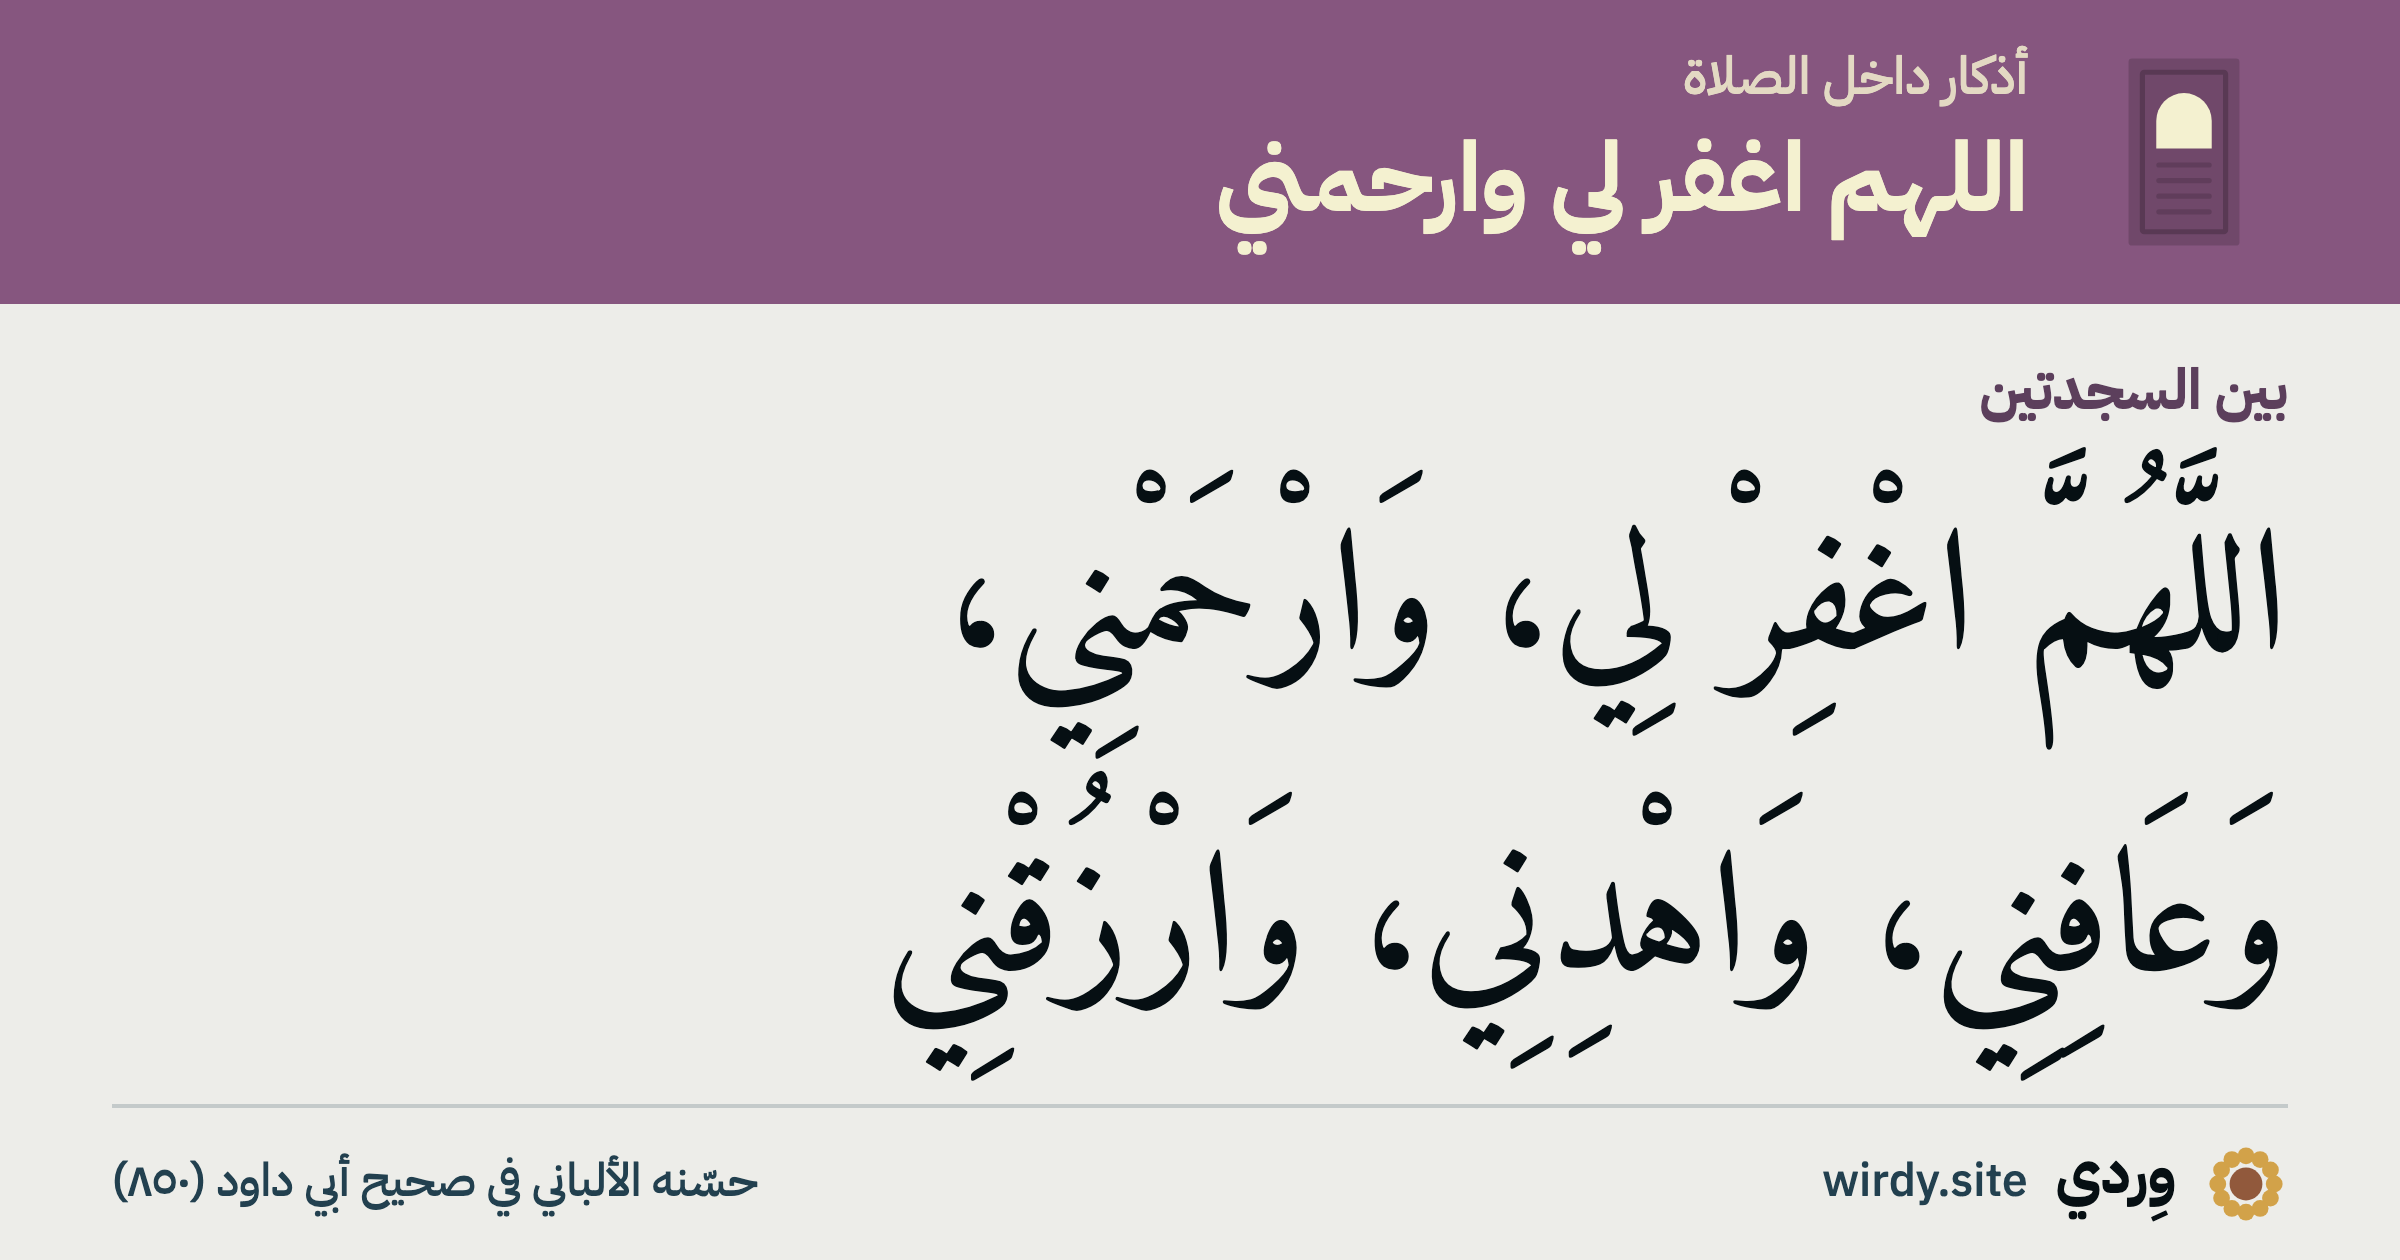 أذكار داخل الصلاة
اللهم اغفر لي وارحمني
بين السجدتين
اللَّهُمَّ اغْفِرْ لِي، وَارْحَمْنِي،
وَعَافِنِي، وَاهْدِنِي، وَارْزُقْنِي
وِردي wirdy.site
حسّنه الألباني في صحيح أبي داود (٨٥٠)